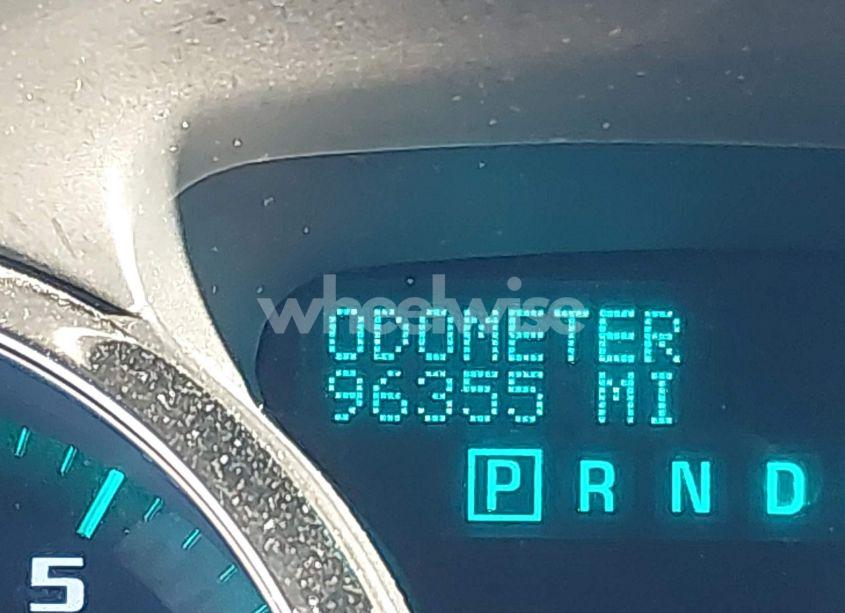 wheelwise
ODOMETER
96355 MI
P R N D
5